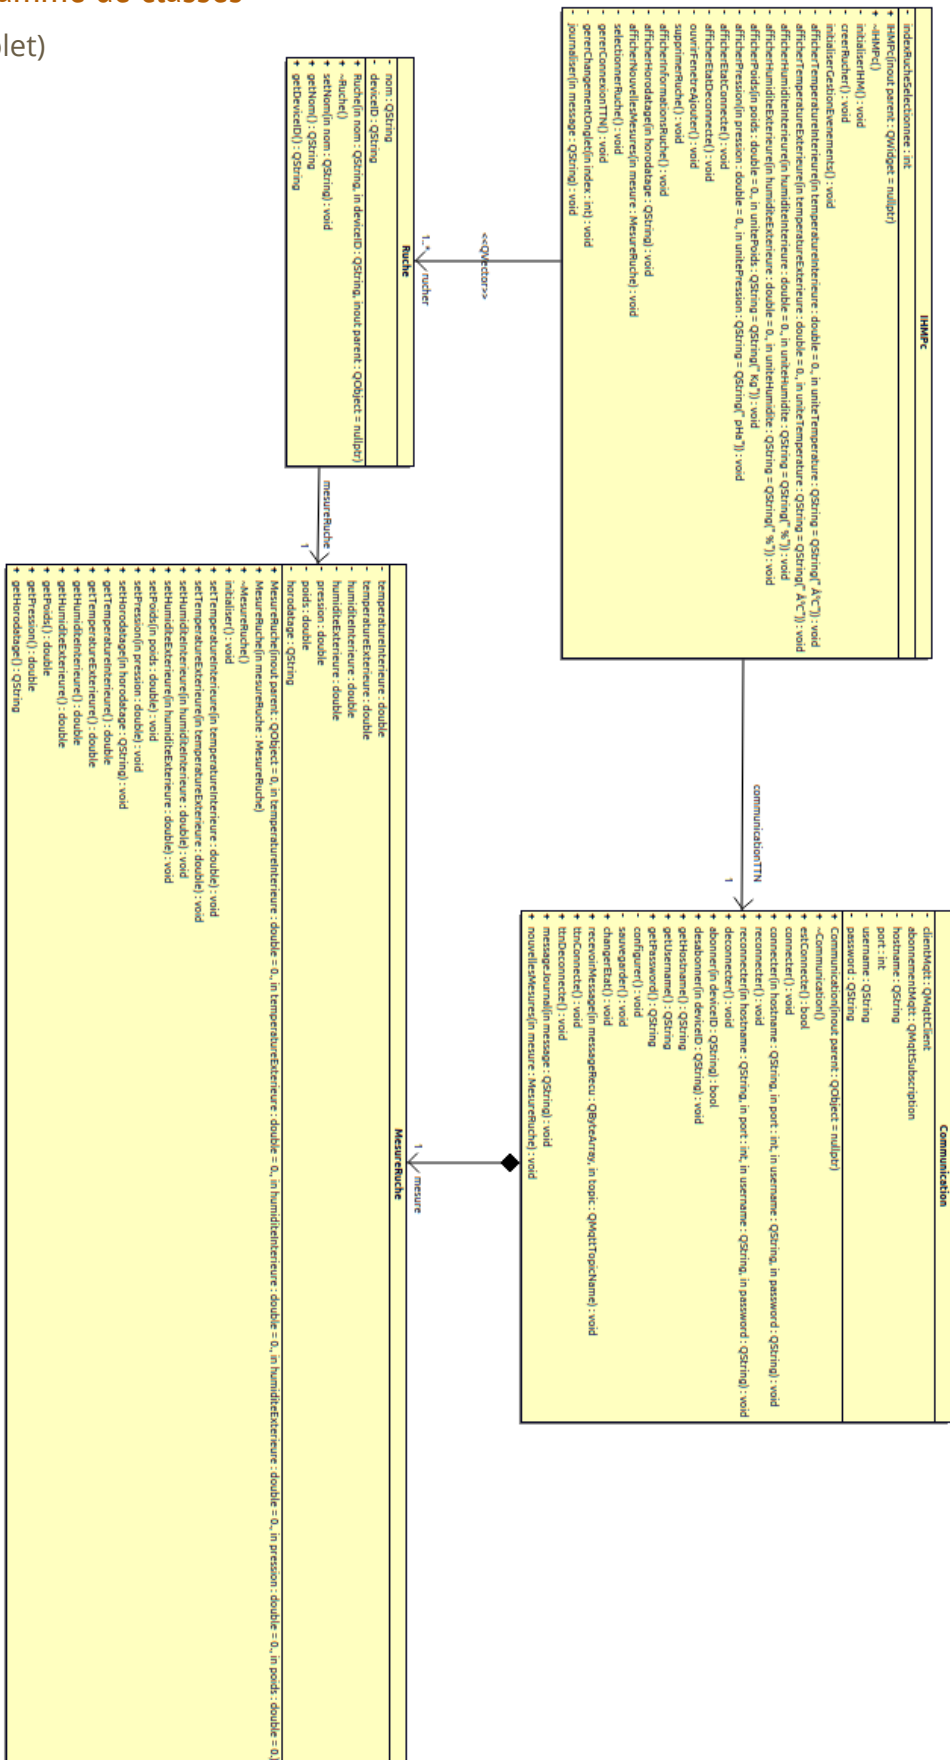 let)
IHMPc
- indexRucheSelectionnee : int
+ IHMPc(inout parent : QWidget = nullptr)
+ ~IHMPc()
- initialiserIHM() : void
- creerRucher() : void
- initialiserGestionEvenements() : void
- afficherTemperatureInterieure(in temperatureInterieure : double = 0., in uniteTemperature : QString = QString(" Â°C")) : void
- afficherTemperatureExterieure(in temperatureExterieure : double = 0., in uniteTemperature : QString = QString(" Â°C")) : void
- afficherHumiditeInterieure(in humiditeInterieure : double = 0., in uniteHumidite : QString = QString(" %")) : void
- afficherHumiditeExterieure(in humiditeExterieure : double = 0., in uniteHumidite : QString = QString(" %")) : void
- afficherPoids(in poids : double = 0., in unitePoids : QString = QString(" Kg")) : void
- afficherPression(in pression : double = 0., in unitePression : QString = QString(" pHa")) : void
- afficherEtatConnecte() : void
- afficherEtatDeconnecte() : void
- ouvrirFenetreAjouter() : void
- supprimerRuche() : void
- afficherInformationsRuche() : void
- afficherHorodatage(in horodatage : QString) : void
- afficherNouvellesMesures(in mesure : MesureRuche) : void
- selectionnerRuche() : void
- gererConnexionTTN() : void
- gererChangementOnglet(in index : int) : void
- journaliser(in message : QString) : void
<<QVector>>
rucher
1..*
communicationTTN
1
Ruche
- nom : QString
- deviceID : QString
+ Ruche(in nom : QString, in deviceID : QString, inout parent : QObject = nullptr)
+ ~Ruche()
+ setNom(in nom : QString) : void
+ getNom() : QString
+ getDeviceID() : QString
mesureRuche
1
Communication
- clientMqtt : QMqttClient
- abonnementMqtt : QMqttSubscription
- hostname : QString
- port : int
- username : QString
- password : QString
+ Communication(inout parent : QObject = nullptr)
+ ~Communication()
+ estConnecte() : bool
+ connecter() : void
+ connecter(in hostname : QString, in port : int, in username : QString, in password : QString) : void
+ reconnecter() : void
+ reconnecter(in hostname : QString, in port : int, in username : QString, in password : QString) : void
+ deconnecter() : void
+ abonner(in deviceID : QString) : bool
+ desabonner(in deviceID : QString) : void
+ getHostname() : QString
+ getUsername() : QString
+ getPassword() : QString
- configurer() : void
- sauvegarder() : void
+ changerEtat() : void
+ recevoirMessage(in messageRecu : QByteArray, in topic : QMqttTopicName) : void
+ ttnConnecte() : void
+ ttnDeconnecte() : void
+ messageJournal(in message : QString) : void
+ nouvellesMesures(in mesure : MesureRuche) : void
mesure
1
MesureRuche
- temperatureInterieure : double
- temperatureExterieure : double
- humiditeInterieure : double
- humiditeExterieure : double
- pression : double
- poids : double
- horodatage : QString
+ MesureRuche(inout parent : QObject = 0, in temperatureInterieure : double = 0., in temperatureExterieure : double = 0., in humiditeInterieure : double = 0., in humiditeExterieure : double = 0., in pression : double = 0., in poids : double = 0.,
+ MesureRuche(in mesureRuche : MesureRuche)
+ ~MesureRuche()
+ initialiser() : void
+ setTemperatureInterieure(in temperatureInterieure : double) : void
+ setTemperatureExterieure(in temperatureExterieure : double) : void
+ setHumiditeInterieure(in humiditeInterieure : double) : void
+ setHumiditeExterieure(in humiditeExterieure : double) : void
+ setPoids(in poids : double) : void
+ setPression(in pression : double) : void
+ setHorodatage(in horodatage : QString) : void
+ getTemperatureInterieure() : double
+ getTemperatureExterieure() : double
+ getHumiditeInterieure() : double
+ getHumiditeExterieure() : double
+ getPoids() : double
+ getPression() : double
+ getHorodatage() : QString